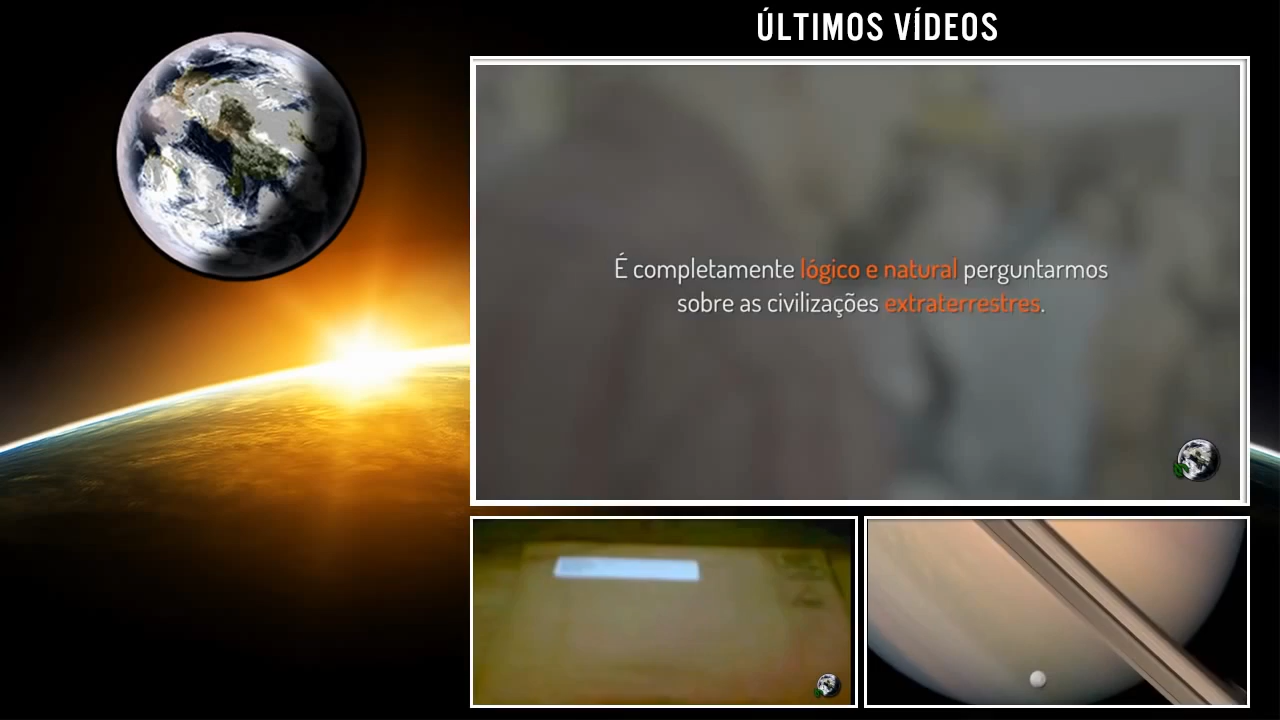 ÚLTIMOS VÍDEOS
É completamente lógico e natural perguntarmos
sobre as civilizações extraterrestres.